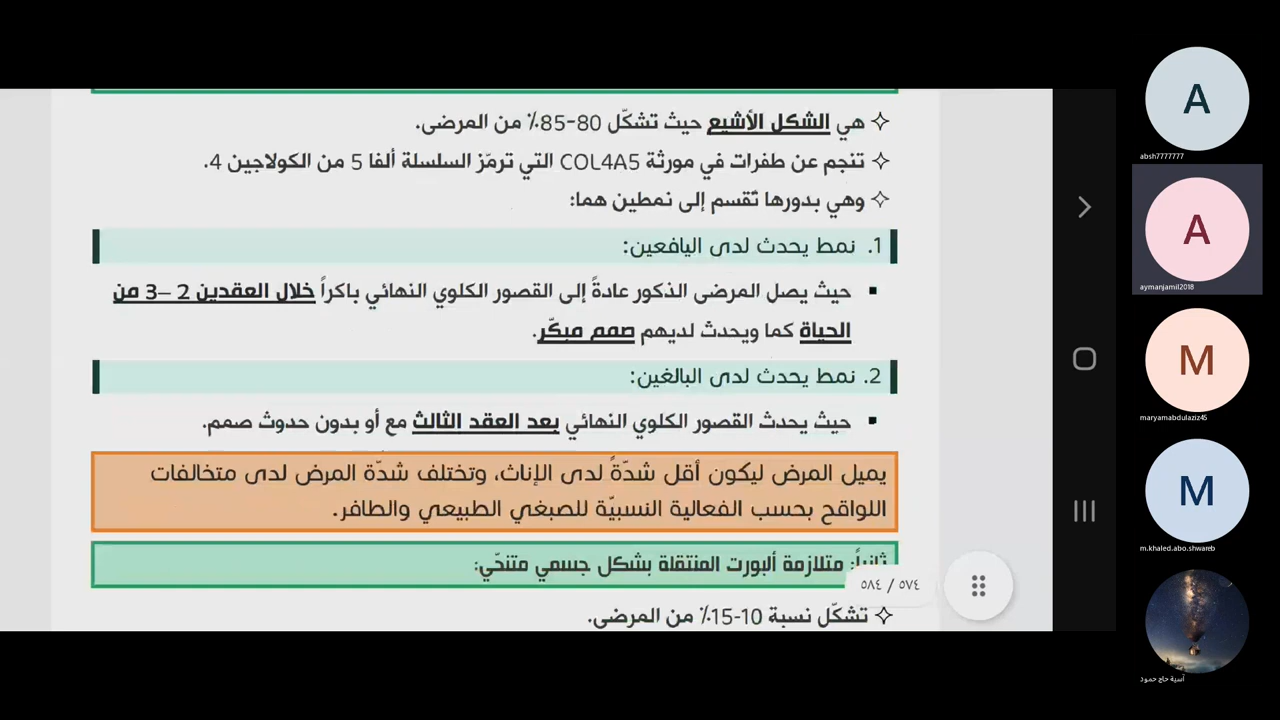 هي الشكل الأشيع حيث تشكّل 80-85٪ من المرضى.
تنجم عن طفرات في مورثة COL4A5 التي ترمّز السلسلة ألفا 5 من الكولاجين 4.
وهي بدورها تُقسم إلى نمطين هما:
1. نمط يحدث لدى اليافعين:
حيث يصل المرضى الذكور عادةً إلى القصور الكلوي النهائي باكراً خلال العقدين 2 –3 من
الحياة كما ويحدث لديهم صمم مبكّر.
2. نمط يحدث لدى البالغين:
حيث يحدث القصور الكلوي النهائي بعد العقد الثالث مع أو بدون حدوث صمم.
يميل المرض ليكون أقل شدّةً لدى الإناث، وتختلف شدّة المرض لدى متخالفات
اللواقح بحسب الفعالية النسبيّة للصبغي الطبيعي والطافر.
ثانياً: متلازمة ألبورت المنتقلة بشكل جسمي متنحّي:
٥٧٤ / ٥٨٤
تشكّل نسبة 10-15٪ من المرضى.
A
absh7777777
A
aymanjamil2018
M
maryamabdulaziz45
M
m.khaled.abo.shwareb
آسية حاج حمود